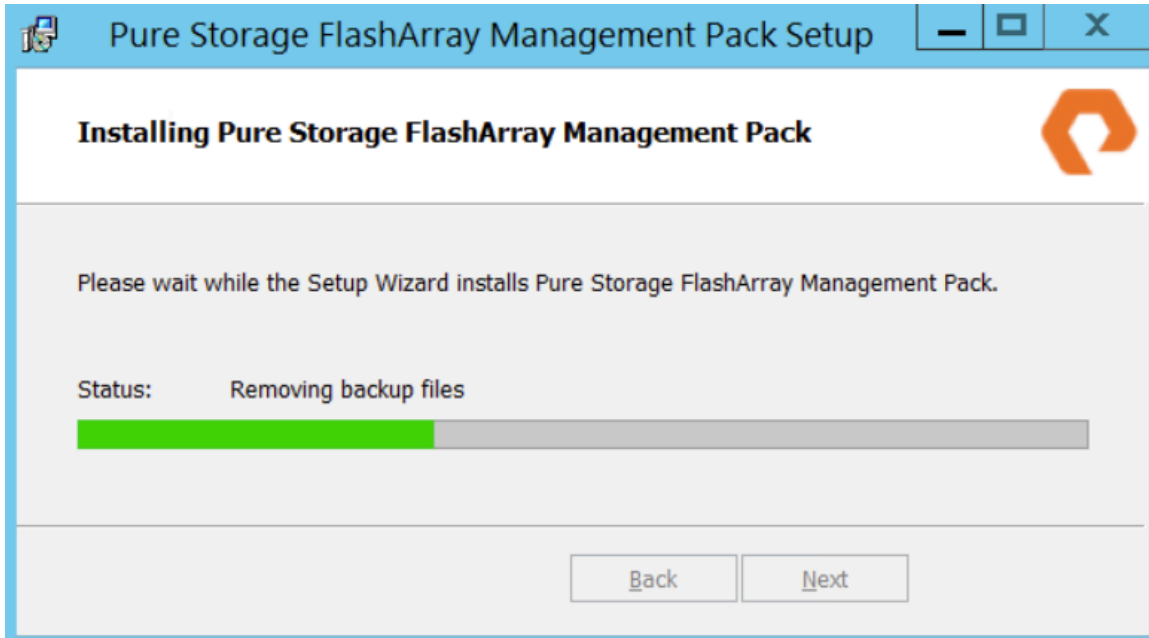 Pure Storage FlashArray Management Pack Setup
Installing Pure Storage FlashArray Management Pack
Please wait while the Setup Wizard installs Pure Storage FlashArray Management Pack.
Status: Removing backup files
Back Next